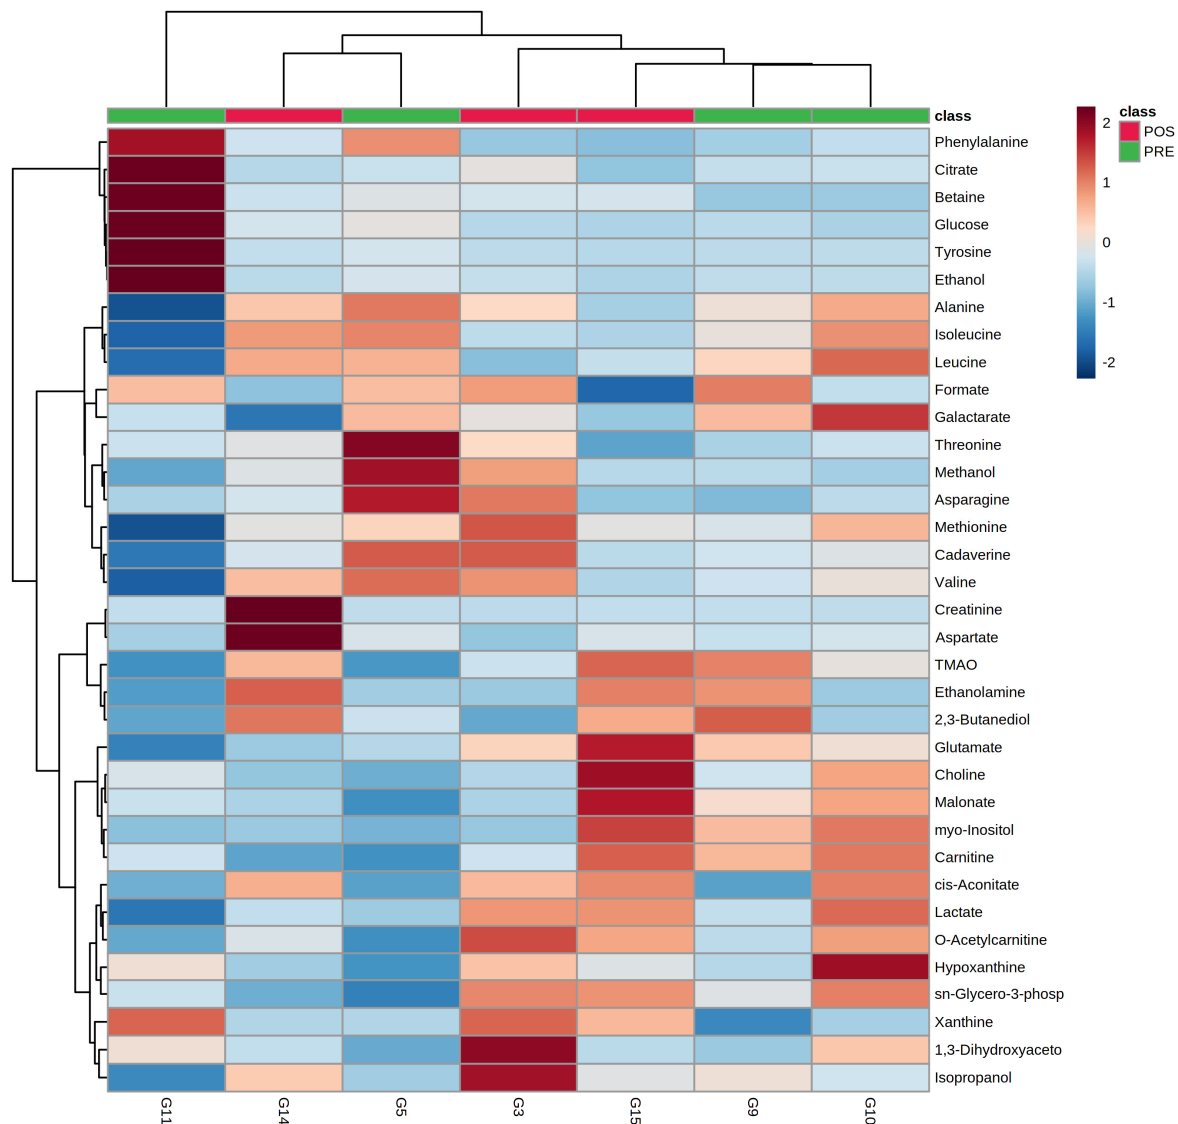 class
Phenylalanine
Citrate
Betaine
Glucose
Tyrosine
Ethanol
Alanine
Isoleucine
Leucine
Formate
Galactarate
Threonine
Methanol
Asparagine
Methionine
Cadaverine
Valine
Creatinine
Aspartate
TMAO
Ethanolamine
2,3-Butanediol
Glutamate
Choline
Malonate
myo-Inositol
Carnitine
cis-Aconitate
Lactate
O-Acetylcarnitine
Hypoxanthine
sn-Glycero-3-phosp
Xanthine
1,3-Dihydroxyaceto
Isopropanol
G11 G14 G5 G3 G15 G9 G10
2
1
0
-1
-2
class
POS
PRE